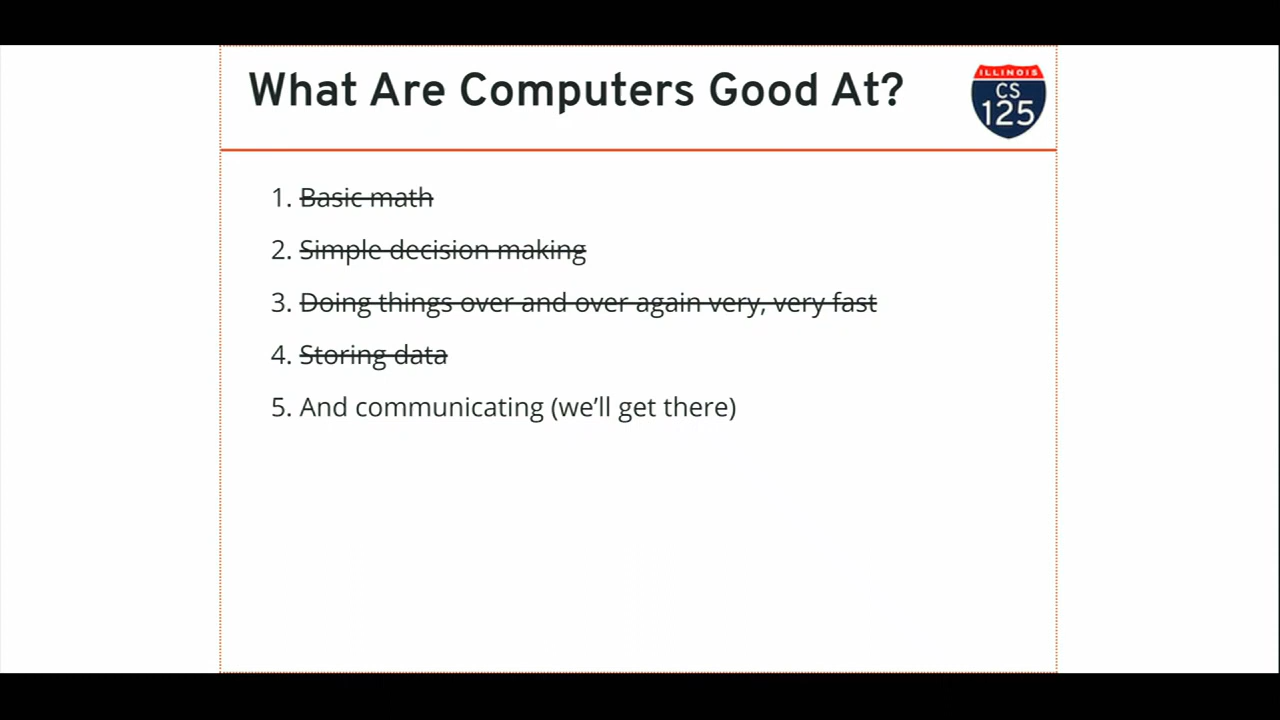 What Are Computers Good At?
ILLINOIS
CS
125
1. Basic math
2. Simple decision making
3. Doing things over and over again very, very fast
4. Storing data
5. And communicating (we’ll get there)